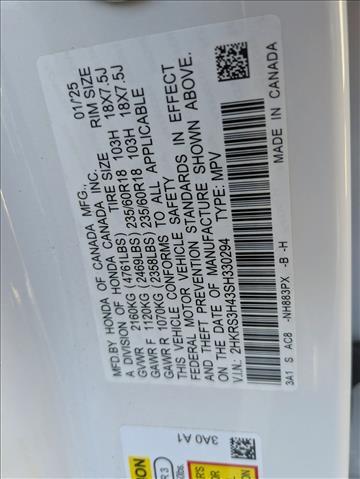 MFD.BY HONDA OF CANADA MFG., 01/25
A DIVISION OF HONDA CANADA INC.
TIRE SIZE RIM SIZE
GVWR 2160KG (4761LBS) 235/60R18 103H 18X7.5J
GAWR F 1120KG (2469LBS) 235/60R18 103H 18X7.5J
GAWR R 1070KG (2358LBS)
THIS VEHICLE CONFORMS TO ALL APPLICABLE
FEDERAL MOTOR VEHICLE SAFETY
AND THEFT PREVENTION STANDARDS IN EFFECT
ON THE DATE OF MANUFACTURE SHOWN ABOVE.
V.I.N.: 2HKRS3H43SH330294 TYPE: MPV
3A1 S AC8 -NH883PX -B -H MADE IN CANADA
3A0 A1